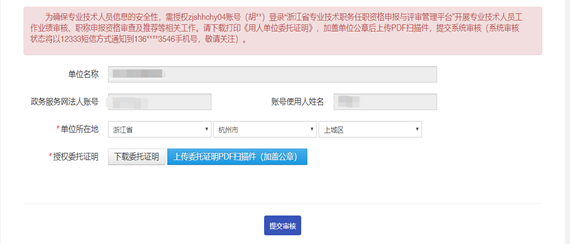 为确保专业技术人员信息的安全性，需授权zjshhchy04账号（胡**）登录“浙江省专业技术职务任职资格申报与评审管理平台”开展专业技术人员工
作业绩审核、职称申报资格审查及推荐等相关工作。请下载打印《用人单位委托证明》，加盖单位公章后上传PDF扫描件，提交系统审核（系统审核
状态将以12333短信方式通知到136****3546手机号，敬请关注）。
单位名称
政务服务网法人账号 账号使用人姓名
*单位所在地 浙江省 杭州市 上城区
*授权委托证明 下载委托证明 上传委托证明PDF扫描件（加盖公章）
提交审核